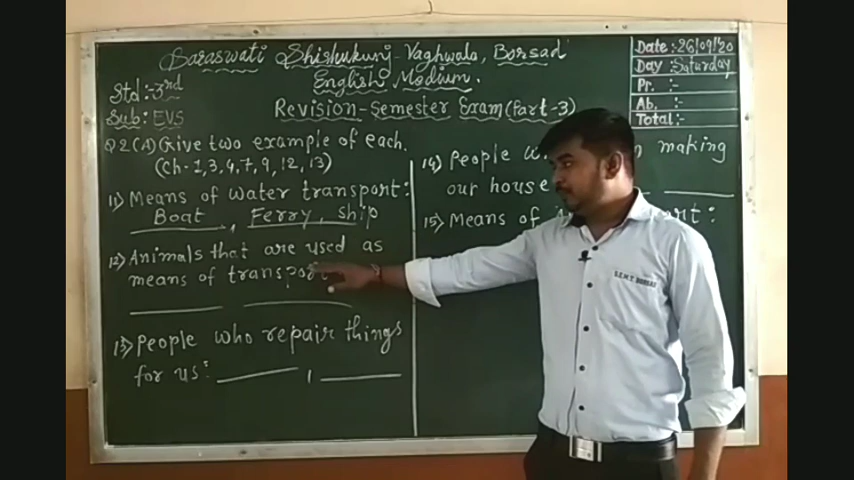 Saraswati Shishukunj-Vaghwala, Borsad
English Medium.
Std:-3rd
Sub: EVS
Revision-Semester Exam(Part-3)
Date: 26/09/20
Day: Saturday
Pr. :-
Ab. :-
Total:-
Q2(A) Give two example of each.
(Ch-1,3,4,7,9,12,13)
11) Means of water transport:
Boat, Ferry, ship
12) Animals that are used as
means of transport
13) People who repair things
for us: ,
14) People making
our house
15) Means of
S.E.M.T. BORSAD